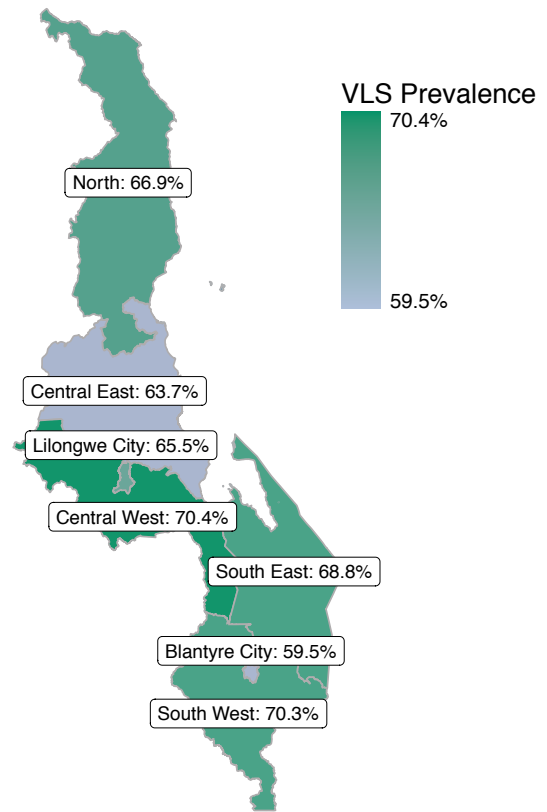 VLS Prevalence
70.4%
59.5%
North: 66.9%
Central East: 63.7%
Lilongwe City: 65.5%
Central West: 70.4%
South East: 68.8%
Blantyre City: 59.5%
South West: 70.3%